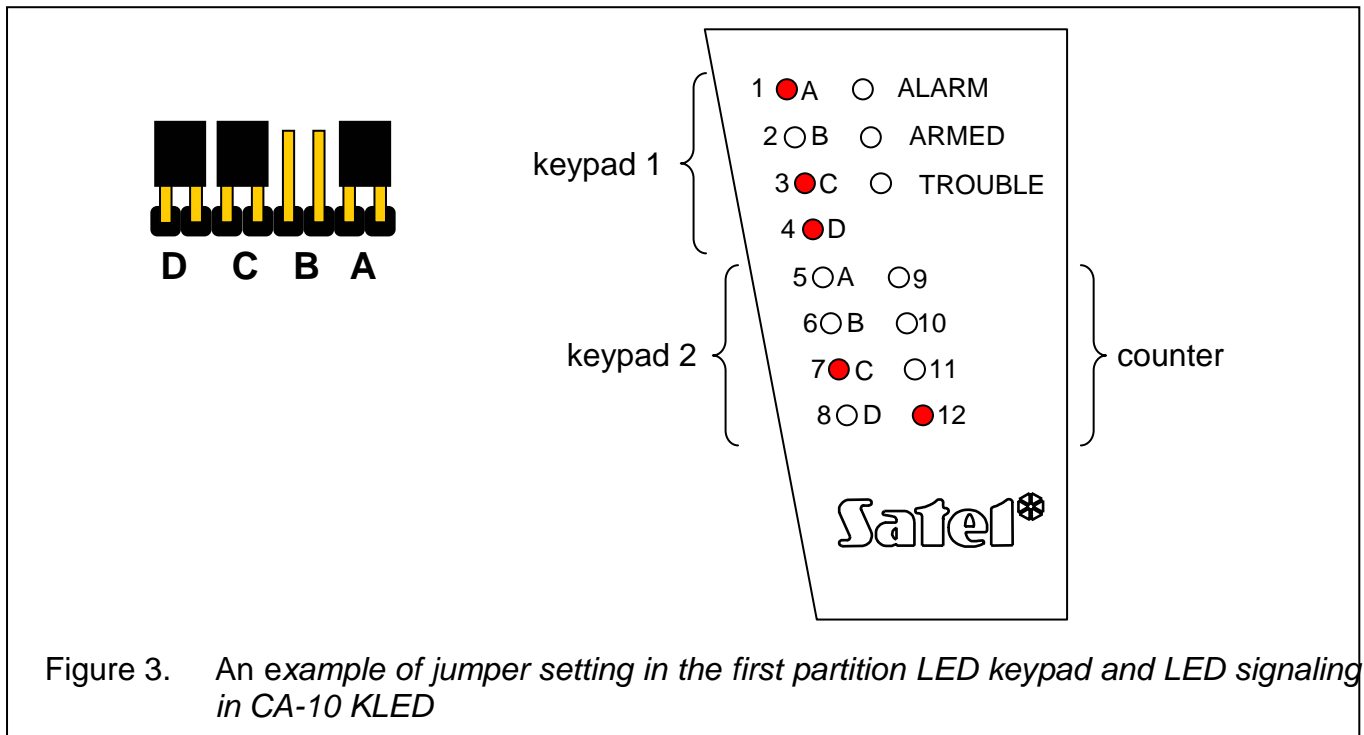 1 A ALARM
2 B ARMED
keypad 1
3 C TROUBLE
4 D
D C B A
5 A 9
6 B 10
keypad 2
counter
7 C 11
8 D 12
Satel
Figure 3. An example of jumper setting in the first partition LED keypad and LED signaling
in CA-10 KLED